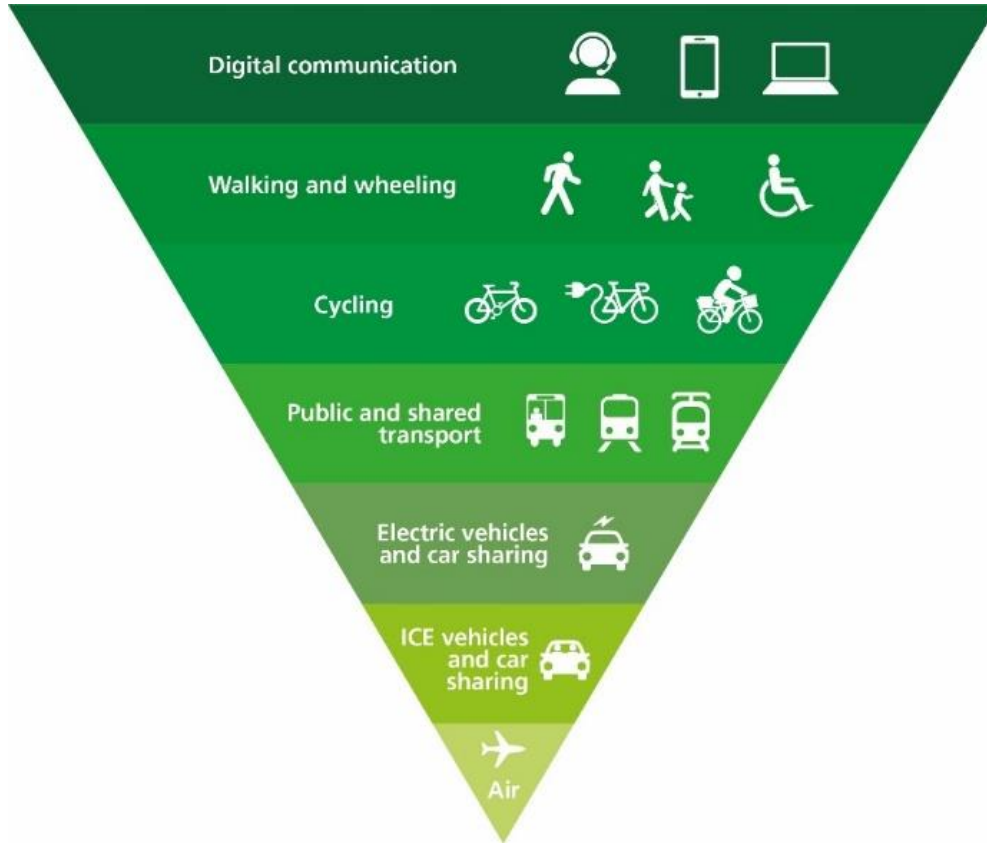 Digital communication
Walking and wheeling
Cycling
Public and shared
transport
Electric vehicles
and car sharing
ICE vehicles
and car
sharing
Air